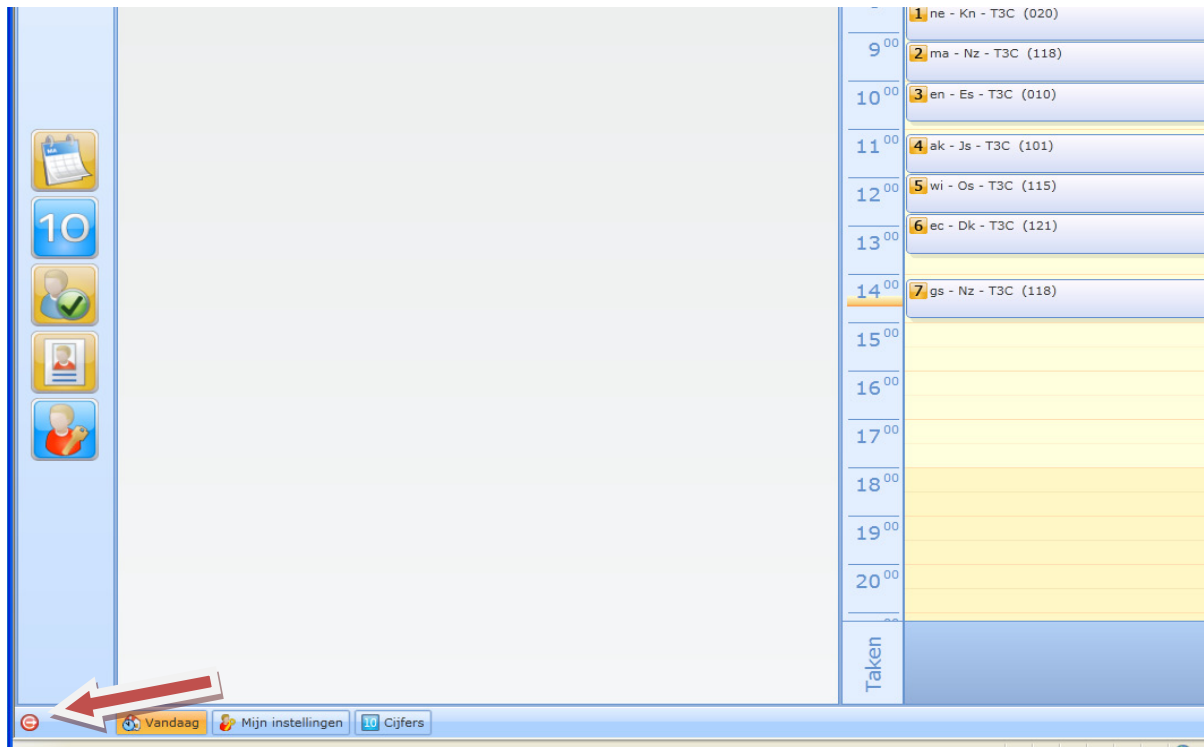 1 ne - Kn - T3C (020)
9 00
2 ma - Nz - T3C (118)
10 00
3 en - Es - T3C (010)
11 00
4 ak - Js - T3C (101)
12 00
5 wi - Os - T3C (115)
13 00
6 ec - Dk - T3C (121)
14 00
7 gs - Nz - T3C (118)
15 00
16 00
17 00
18 00
19 00
20 00
Taken
MA
10
Vandaag Mijn instellingen 10 Cijfers